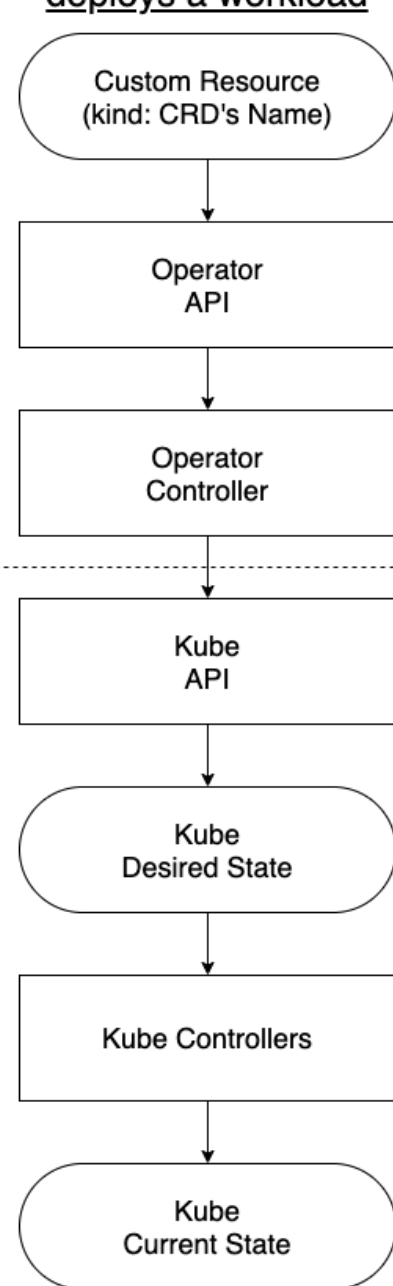 deploys a workload
Custom Resource
(kind: CRD's Name)
Operator
API
Operator
Controller
Kube
API
Kube
Desired State
Kube Controllers
Kube
Current State